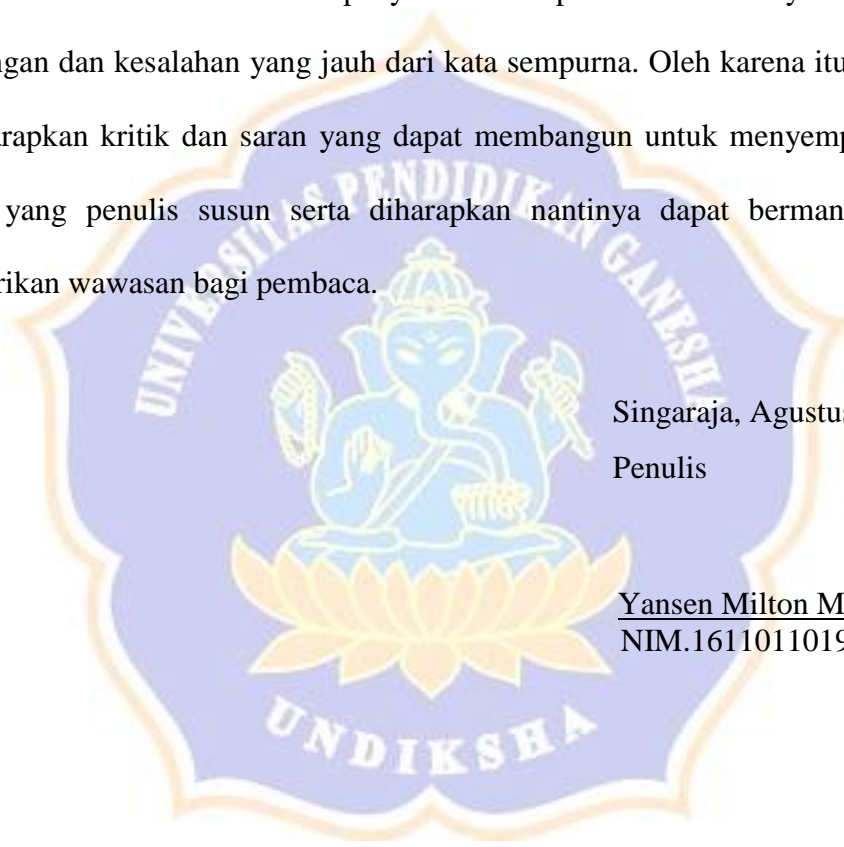 ngan dan kesalahan yang jauh dari kata sempurna. Oleh karena itu
arapkan kritik dan saran yang dapat membangun untuk menyemp
yang penulis susun serta diharapkan nantinya dapat berman
rikan wawasan bagi pembaca.
UNIVERSITAS PENDIDIKAN GANESHA
Singaraja, Agustus
Penulis
Yansen Milton M
NIM.1611011019
UNDIKSHA